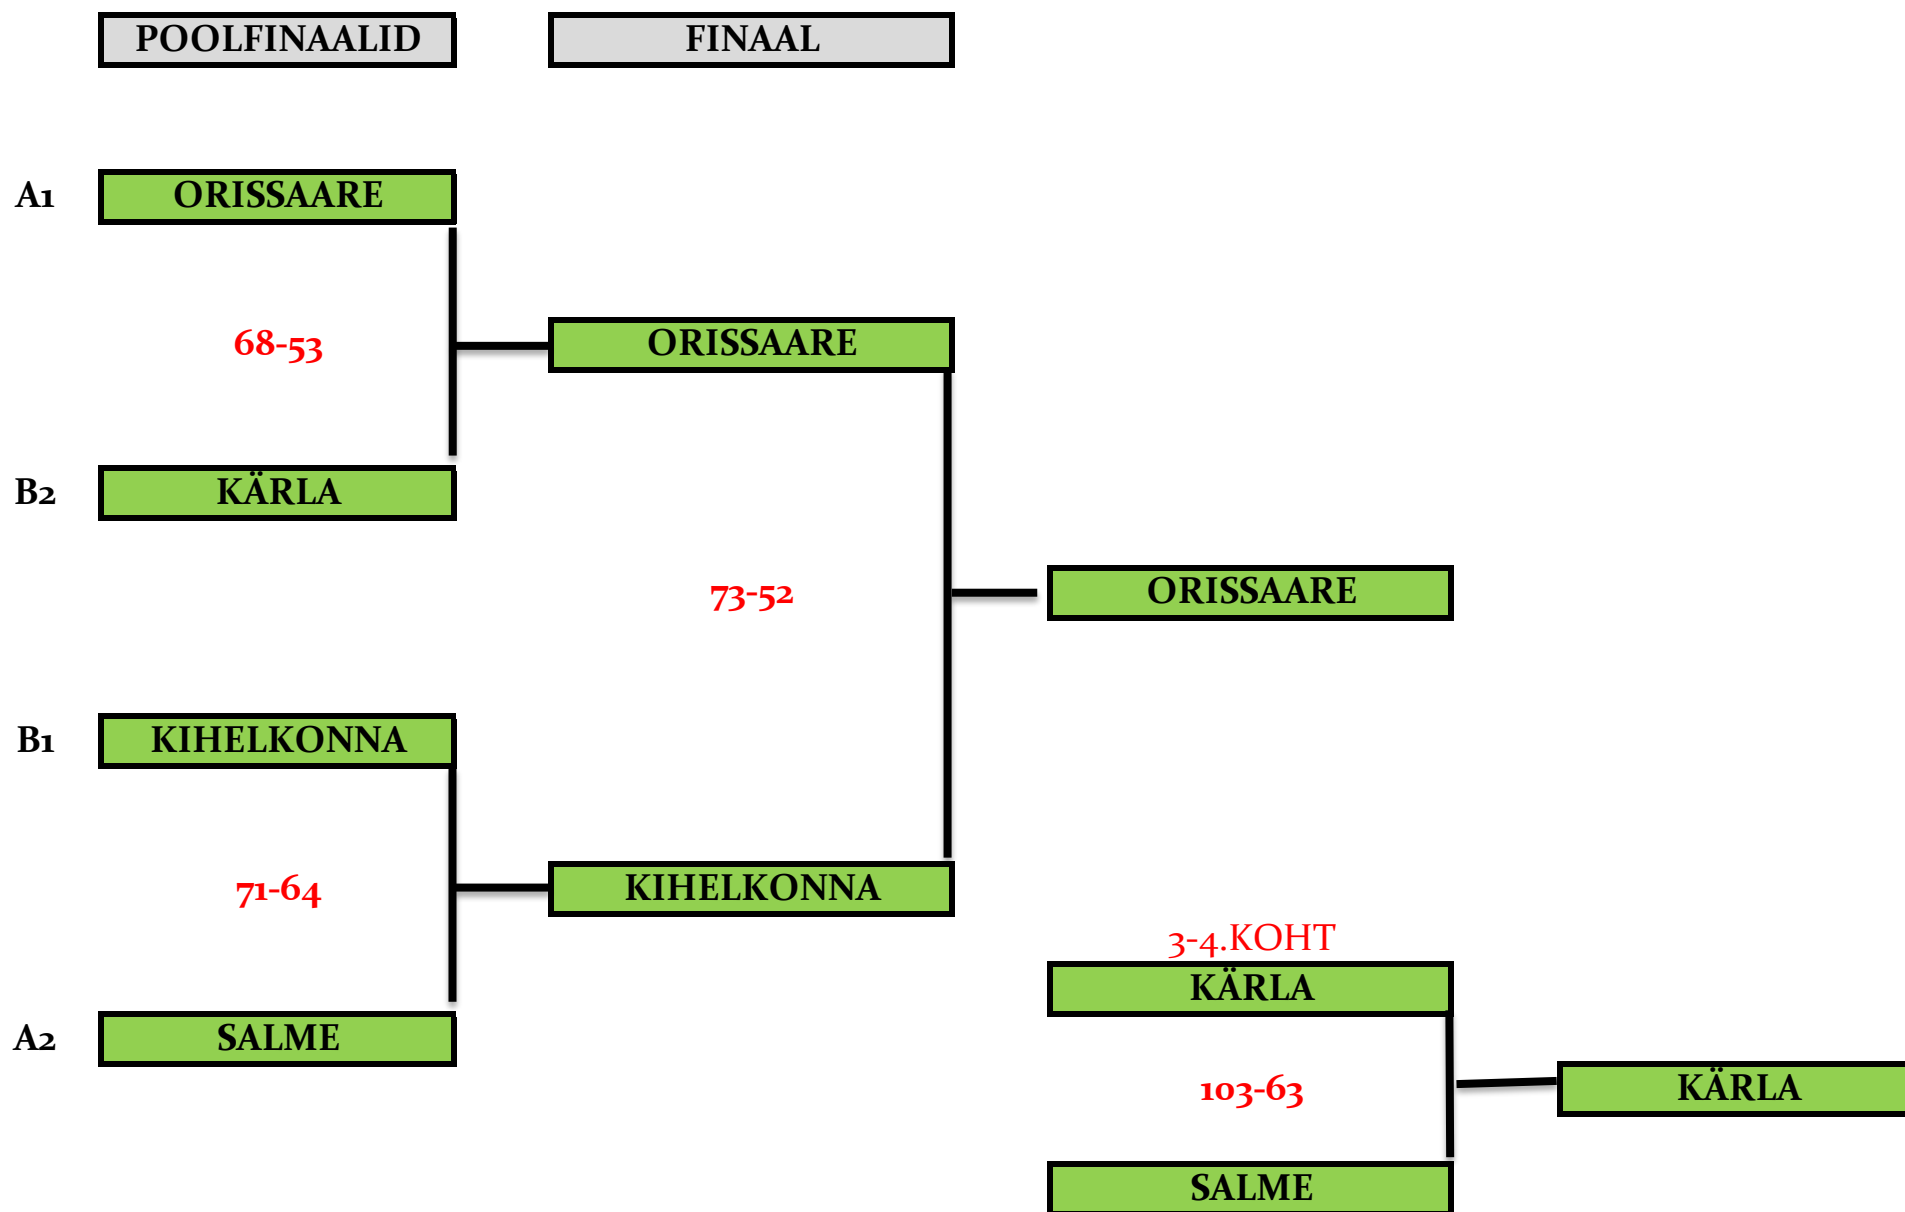 POOLFINAALID
FINAAL
A1
ORISSAARE
68-53
ORISSAARE
B2
KÄRLA
73-52
ORISSAARE
B1
KIHELKONNA
71-64
KIHELKONNA
3-4.KOHT
KÄRLA
A2
SALME
103-63
KÄRLA
SALME